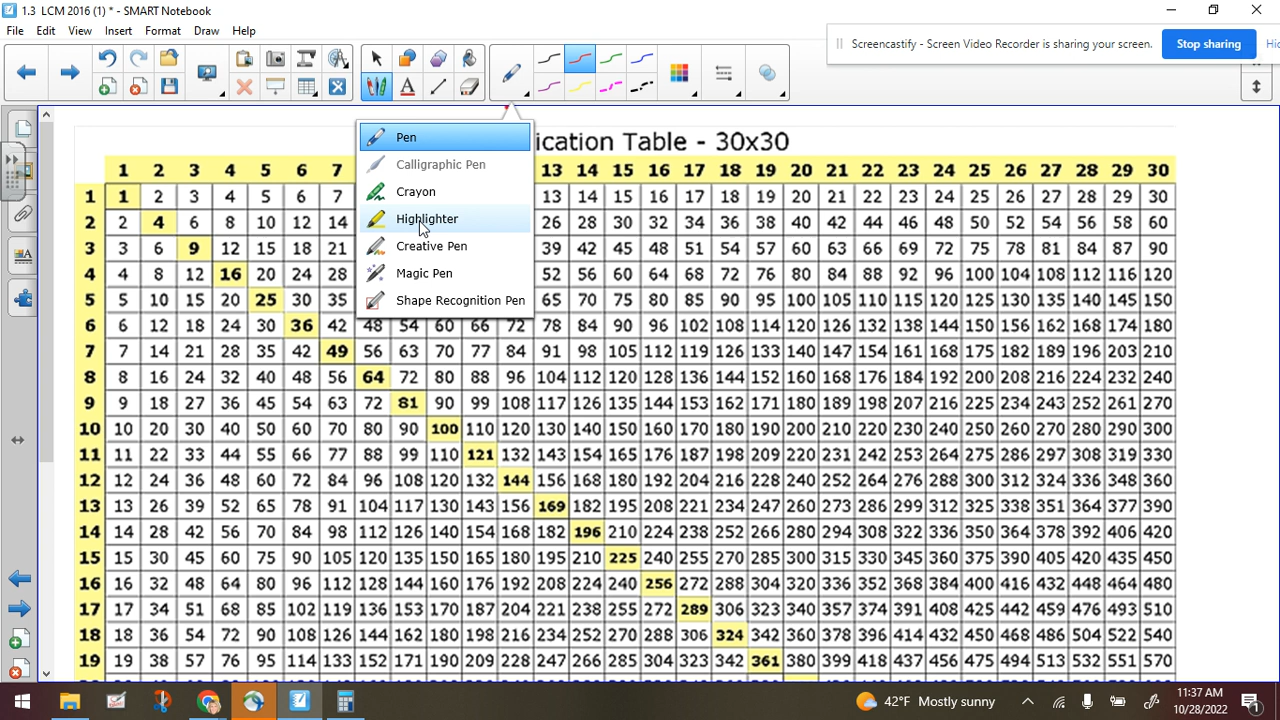 1.3 LCM 2016 (1) * - SMART Notebook
File Edit View Insert Format Draw Help
Screencastify - Screen Video Recorder is sharing your screen. Stop sharing
Pen
Calligraphic Pen
Crayon
Highlighter
Creative Pen
Magic Pen
Shape Recognition Pen
ication Table - 30x30
1 2 3 4 5 6 7 13 14 15 16 17 18 19 20 21 22 23 24 25 26 27 28 29 30
1 1 2 3 4 5 6 7 13 14 15 16 17 18 19 20 21 22 23 24 25 26 27 28 29 30
2 2 4 6 8 10 12 14 26 28 30 32 34 36 38 40 42 44 46 48 50 52 54 56 58 60
3 3 6 9 12 15 18 21 39 42 45 48 51 54 57 60 63 66 69 72 75 78 81 84 87 90
4 4 8 12 16 20 24 28 52 56 60 64 68 72 76 80 84 88 92 96 100 104 108 112 116 120
5 5 10 15 20 25 30 35 65 70 75 80 85 90 95 100 105 110 115 120 125 130 135 140 145 150
6 6 12 18 24 30 36 42 48 54 60 66 72 78 84 90 96 102 108 114 120 126 132 138 144 150 156 162 168 174 180
7 7 14 21 28 35 42 49 56 63 70 77 84 91 98 105 112 119 126 133 140 147 154 161 168 175 182 189 196 203 210
8 8 16 24 32 40 48 56 64 72 80 88 96 104 112 120 128 136 144 152 160 168 176 184 192 200 208 216 224 232 240
9 9 18 27 36 45 54 63 72 81 90 99 108 117 126 135 144 153 162 171 180 189 198 207 216 225 234 243 252 261 270
10 10 20 30 40 50 60 70 80 90 100 110 120 130 140 150 160 170 180 190 200 210 220 230 240 250 260 270 280 290 300
11 11 22 33 44 55 66 77 88 99 110 121 132 143 154 165 176 187 198 209 220 231 242 253 264 275 286 297 308 319 330
12 12 24 36 48 60 72 84 96 108 120 132 144 156 168 180 192 204 216 228 240 252 264 276 288 300 312 324 336 348 360
13 13 26 39 52 65 78 91 104 117 130 143 156 169 182 195 208 221 234 247 260 273 286 299 312 325 338 351 364 377 390
14 14 28 42 56 70 84 98 112 126 140 154 168 182 196 210 224 238 252 266 280 294 308 322 336 350 364 378 392 406 420
15 15 30 45 60 75 90 105 120 135 150 165 180 195 210 225 240 255 270 285 300 315 330 345 360 375 390 405 420 435 450
16 16 32 48 64 80 96 112 128 144 160 176 192 208 224 240 256 272 288 304 320 336 352 368 384 400 416 432 448 464 480
17 17 34 51 68 85 102 119 136 153 170 187 204 221 238 255 272 289 306 323 340 357 374 391 408 425 442 459 476 493 510
18 18 36 54 72 90 108 126 144 162 180 198 216 234 252 270 288 306 324 342 360 378 396 414 432 450 468 486 504 522 540
19 19 38 57 76 95 114 133 152 171 190 209 228 247 266 285 304 323 342 361 380 399 418 437 456 475 494 513 532 551 570
42°F Mostly sunny
11:37 AM
10/28/2022
1